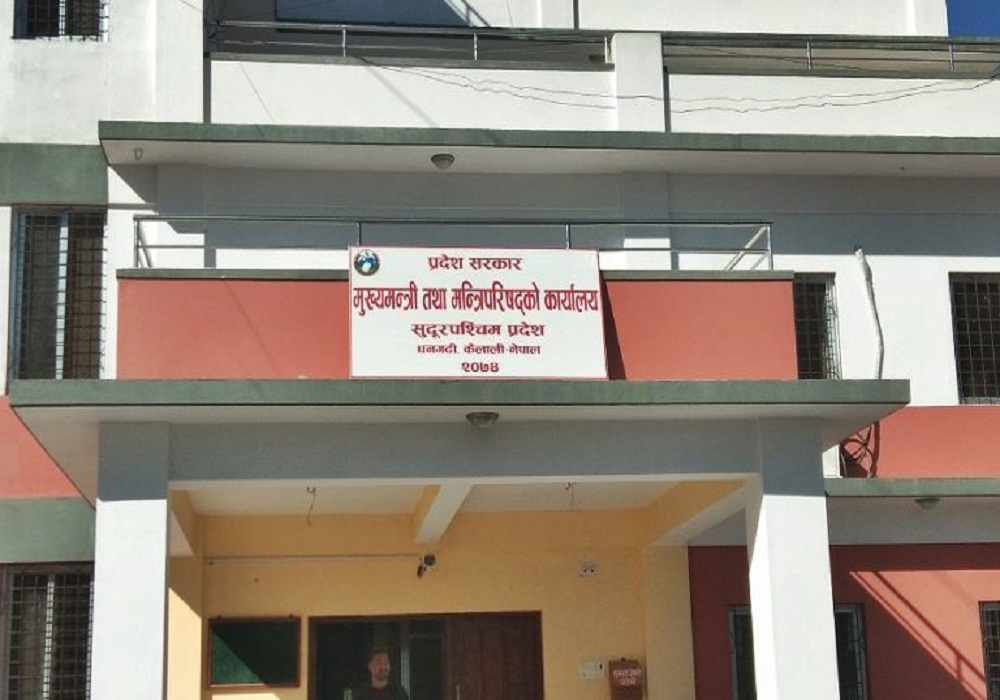 प्रदेश सरकार
मुख्यमन्त्री तथा मन्त्रिपरिषद्को कार्यालय
सुदूरपश्चिम प्रदेश
धनगढी, कैलाली-नेपाल
२०७४